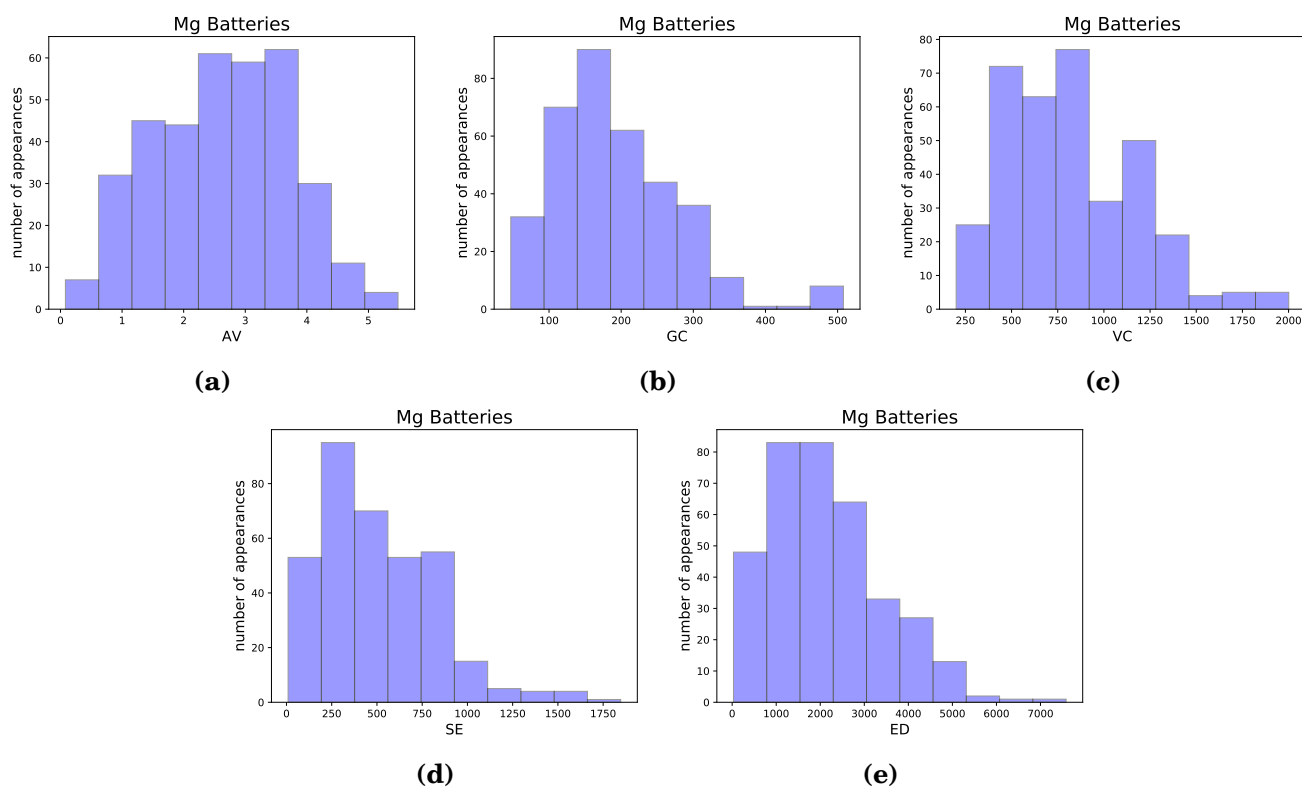 Mg Batteries
number of appearances
60
50
40
30
20
10
0
0 1 2 3 4 5
AV
(a)
Mg Batteries
number of appearances
80
60
40
20
0
100 200 300 400 500
GC
(b)
Mg Batteries
number of appearances
80
70
60
50
40
30
20
10
0
250 500 750 1000 1250 1500 1750 2000
VC
(c)
Mg Batteries
number of appearances
80
60
40
20
0
0 250 500 750 1000 1250 1500 1750
SE
(d)
Mg Batteries
number of appearances
80
70
60
50
40
30
20
10
0
0 1000 2000 3000 4000 5000 6000 7000
ED
(e)